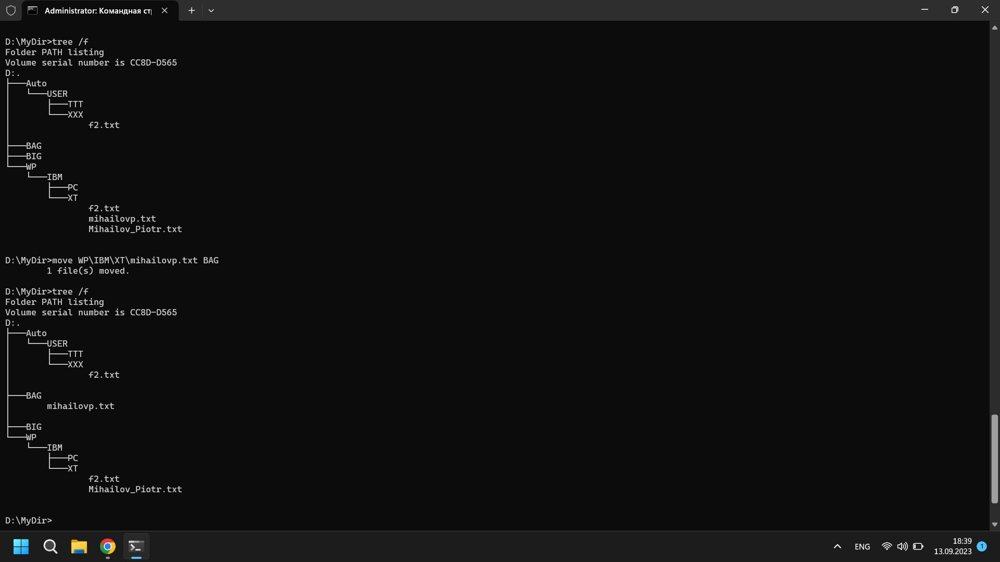 Administrator: Командная ст
D:\MyDir>tree /f
Folder PATH listing
Volume serial number is CC8D-D565
D:.
├───Auto
│   └───USER
│       ├───TTT
│       └───XXX
│               f2.txt
│
├───BAG
├───BIG
└───WP
    └───IBM
        ├───PC
        └───XT
                f2.txt
                mihailovp.txt
                Mihailov_Piotr.txt
D:\MyDir>move WP\IBM\XT\mihailovp.txt BAG
        1 file(s) moved.
D:\MyDir>tree /f
Folder PATH listing
Volume serial number is CC8D-D565
D:.
├───Auto
│   └───USER
│       ├───TTT
│       └───XXX
│               f2.txt
│
├───BAG
│       mihailovp.txt
│
├───BIG
└───WP
    └───IBM
        ├───PC
        └───XT
                f2.txt
                Mihailov_Piotr.txt
D:\MyDir>
ENG
18:39
13.09.2023
1